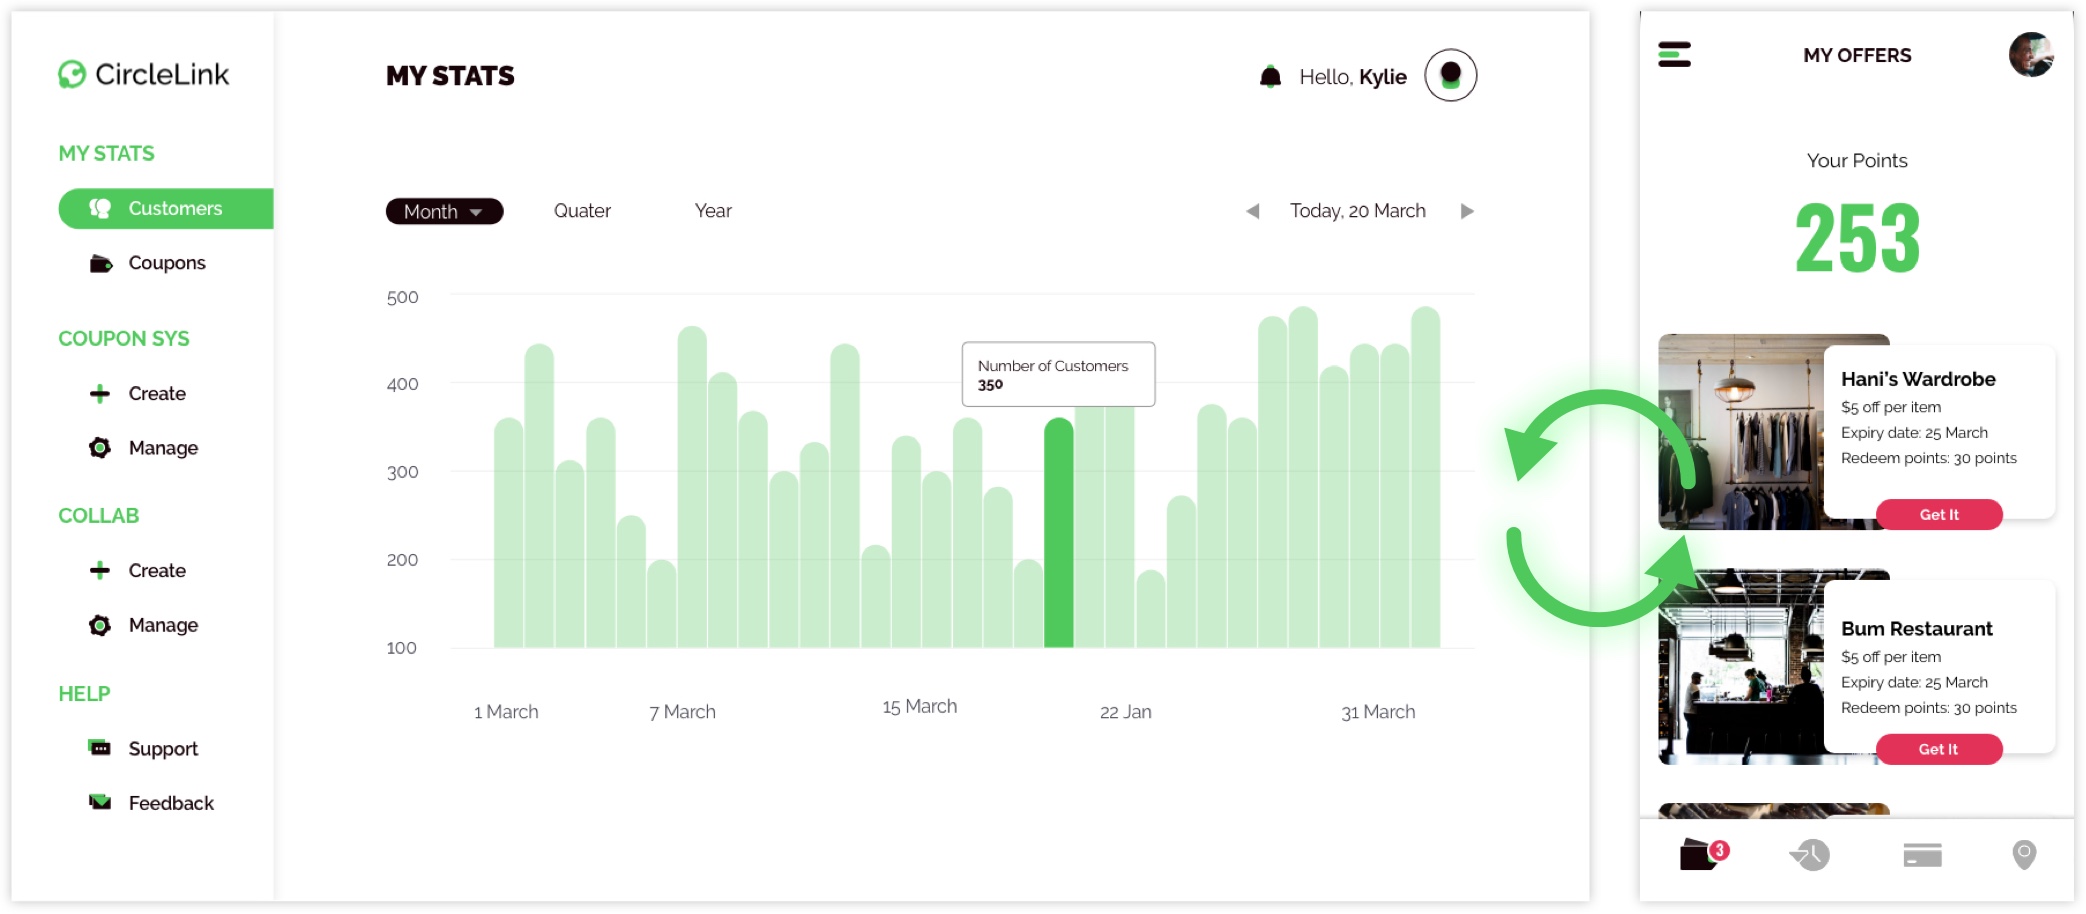 CircleLink
MY STATS
Customers
Coupons
COUPON SYS
Create
Manage
COLLAB
Create
Manage
HELP
Support
Feedback
MY STATS
Hello, Kylie
Month
Quater
Year
Today, 20 March
500
400
300
200
100
Number of Customers
350
1 March
7 March
15 March
22 Jan
31 March
MY OFFERS
Your Points
253
Hani's Wardrobe
$5 off per item
Expiry date: 25 March
Redeem points: 30 points
Get It
Bum Restaurant
$5 off per item
Expiry date: 25 March
Redeem points: 30 points
Get It
3